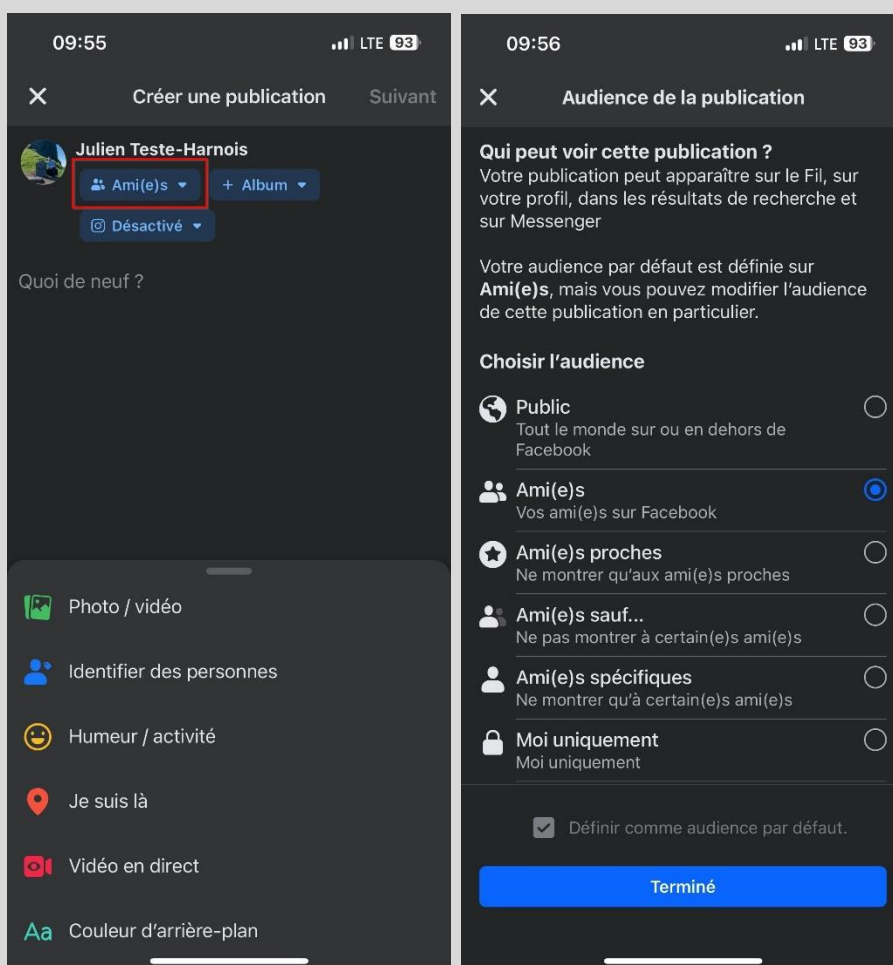 09:55
LTE 93
Créer une publication
Suivant
Julien Teste-Harnois
Ami(e)s
+ Album
Désactivé
Quoi de neuf ?
Photo / vidéo
Identifier des personnes
Humeur / activité
Je suis là
Vidéo en direct
Aa Couleur d’arrière-plan
09:56
LTE 93
Audience de la publication
Qui peut voir cette publication ?
Votre publication peut apparaître sur le Fil, sur
votre profil, dans les résultats de recherche et
sur Messenger
Votre audience par défaut est définie sur
Ami(e)s, mais vous pouvez modifier l’audience
de cette publication en particulier.
Choisir l’audience
Public
Tout le monde sur ou en dehors de
Facebook
Ami(e)s
Vos ami(e)s sur Facebook
Ami(e)s proches
Ne montrer qu’aux ami(e)s proches
Ami(e)s sauf...
Ne pas montrer à certain(e)s ami(e)s
Ami(e)s spécifiques
Ne montrer qu’à certain(e)s ami(e)s
Moi uniquement
Moi uniquement
Définir comme audience par défaut.
Terminé